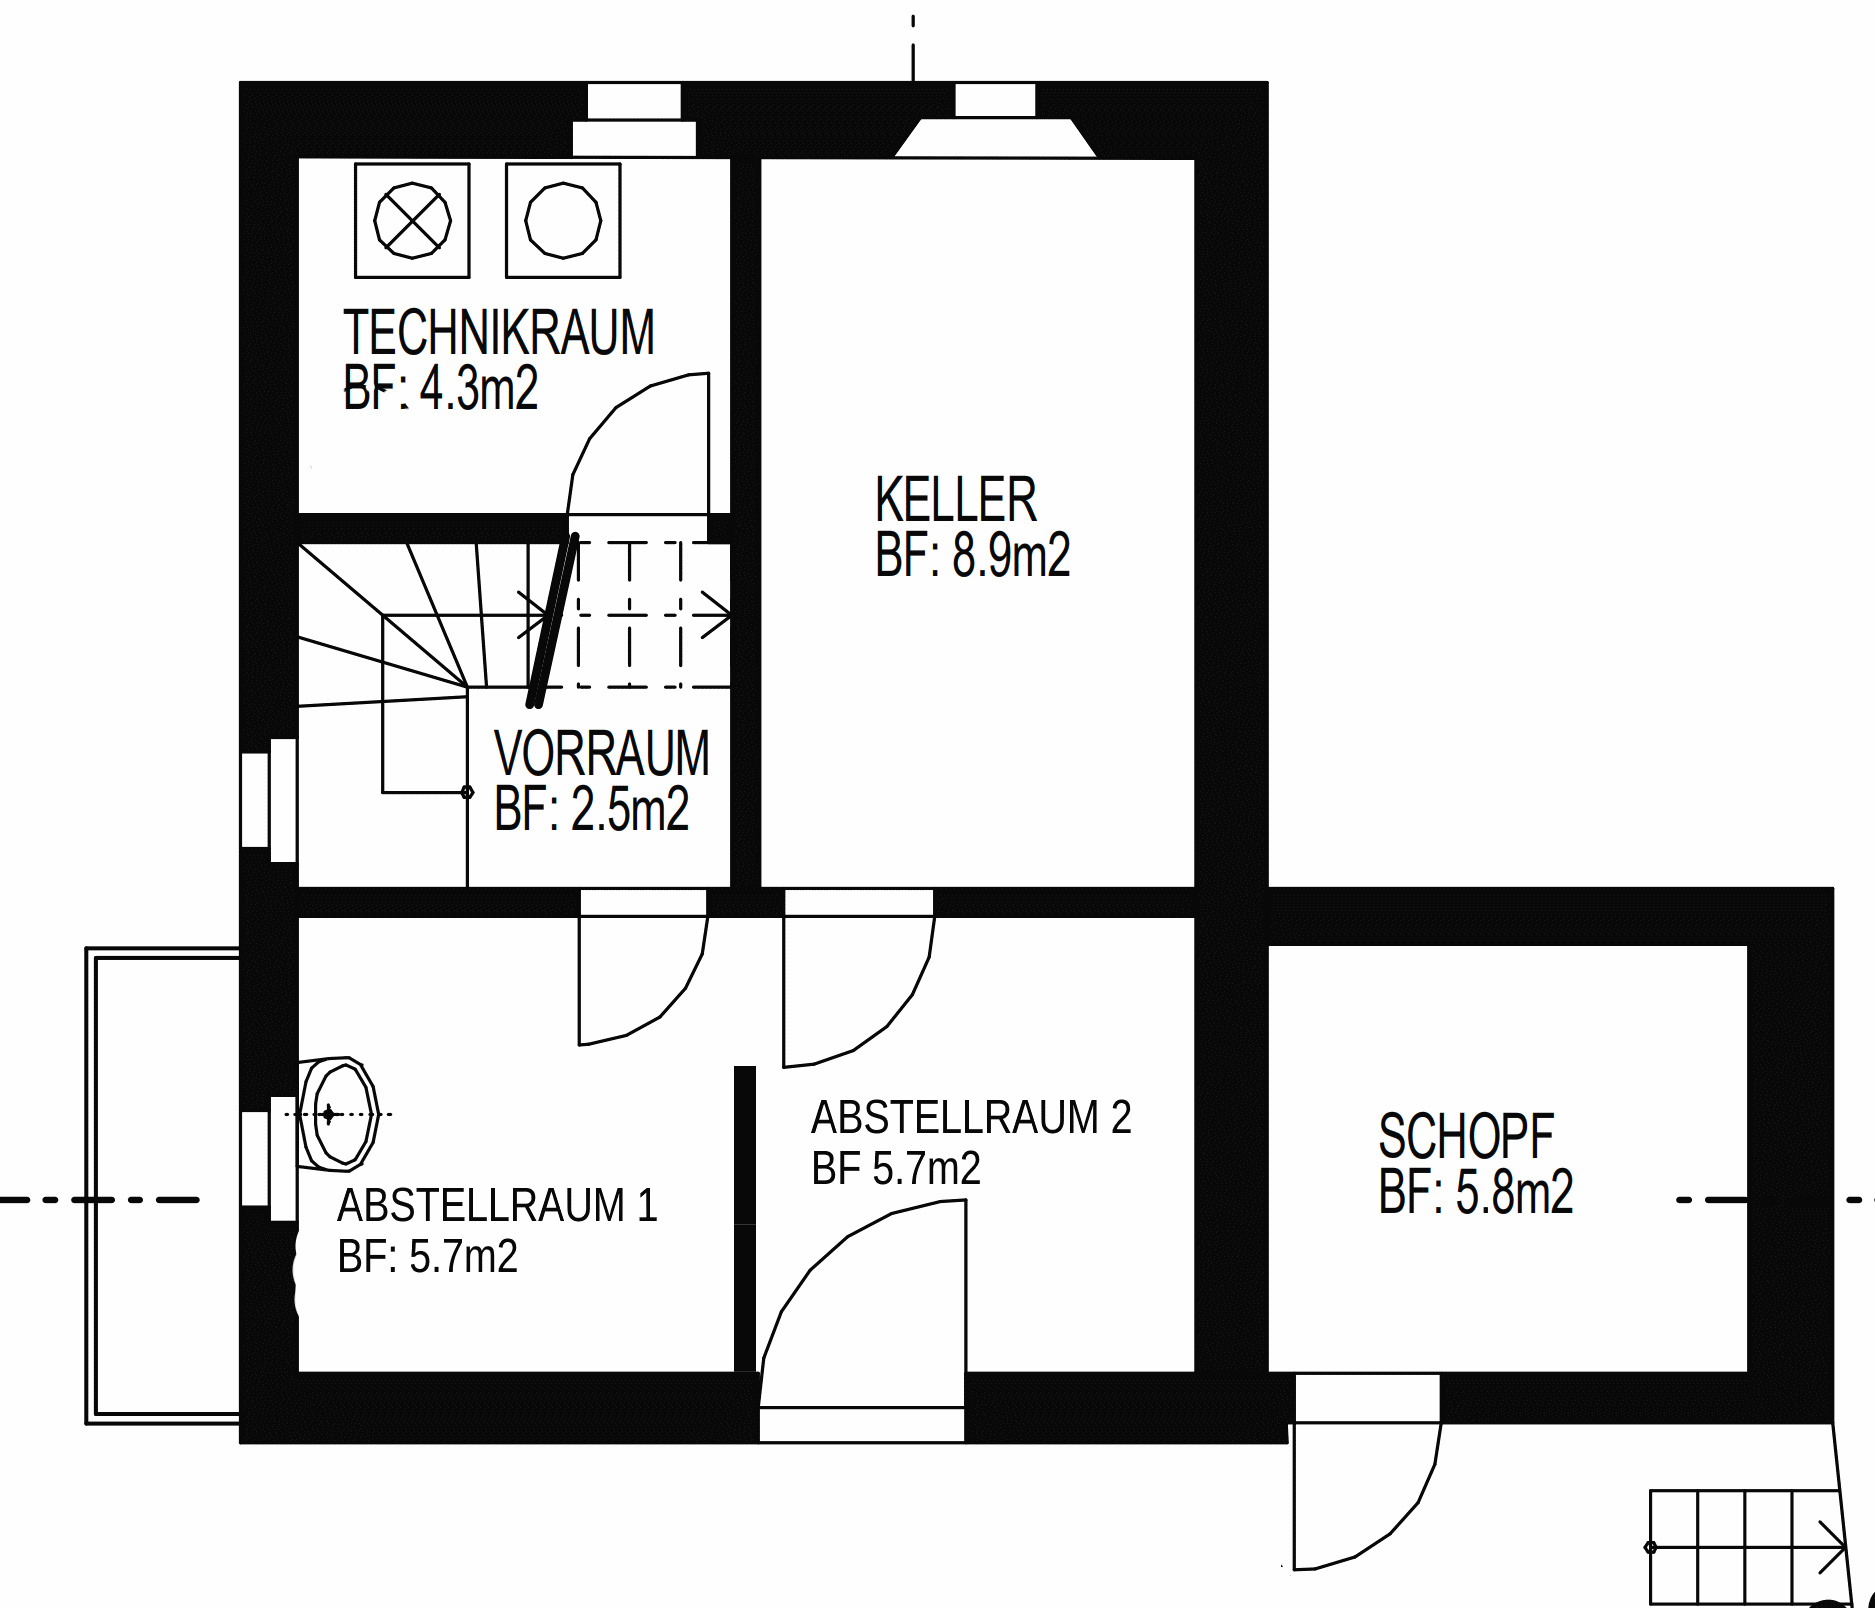 TECHNIKRAUM
BF: 4.3m2
KELLER
BF: 8.9m2
VORRAUM
BF: 2.5m2
ABSTELLRAUM 2
BF 5.7m2
SCHOPF
BF: 5.8m2
ABSTELLRAUM 1
BF: 5.7m2